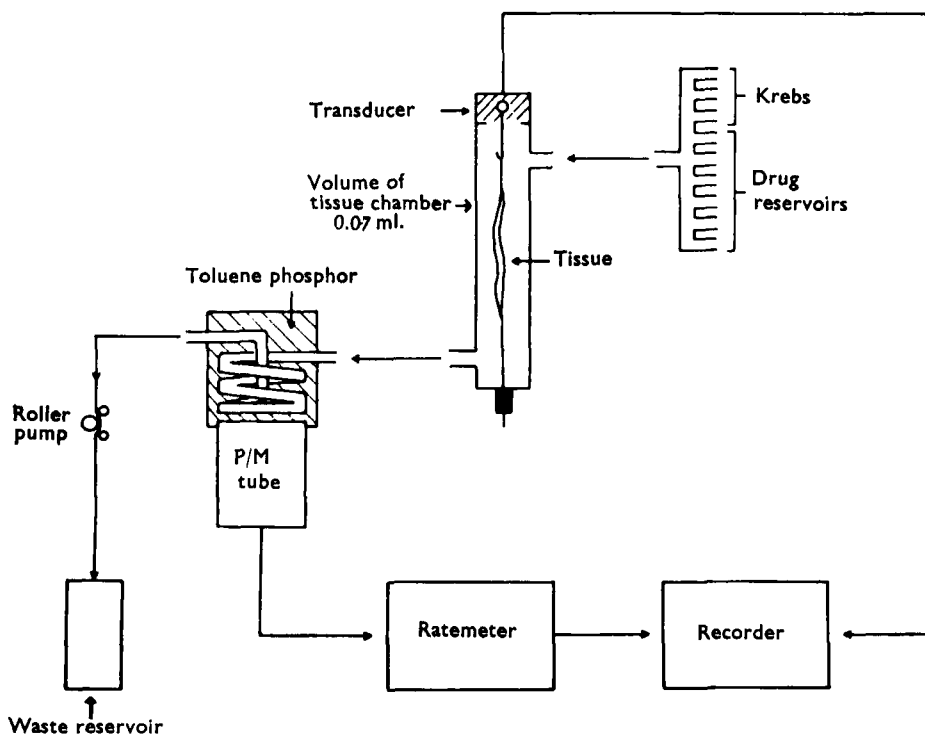 Transducer
Krebs
Volume of
tissue chamber
0·07 ml.
Drug
reservoirs
Tissue
Toluene phosphor
Roller
pump
P/M
tube
Ratemeter
Recorder
Waste reservoir